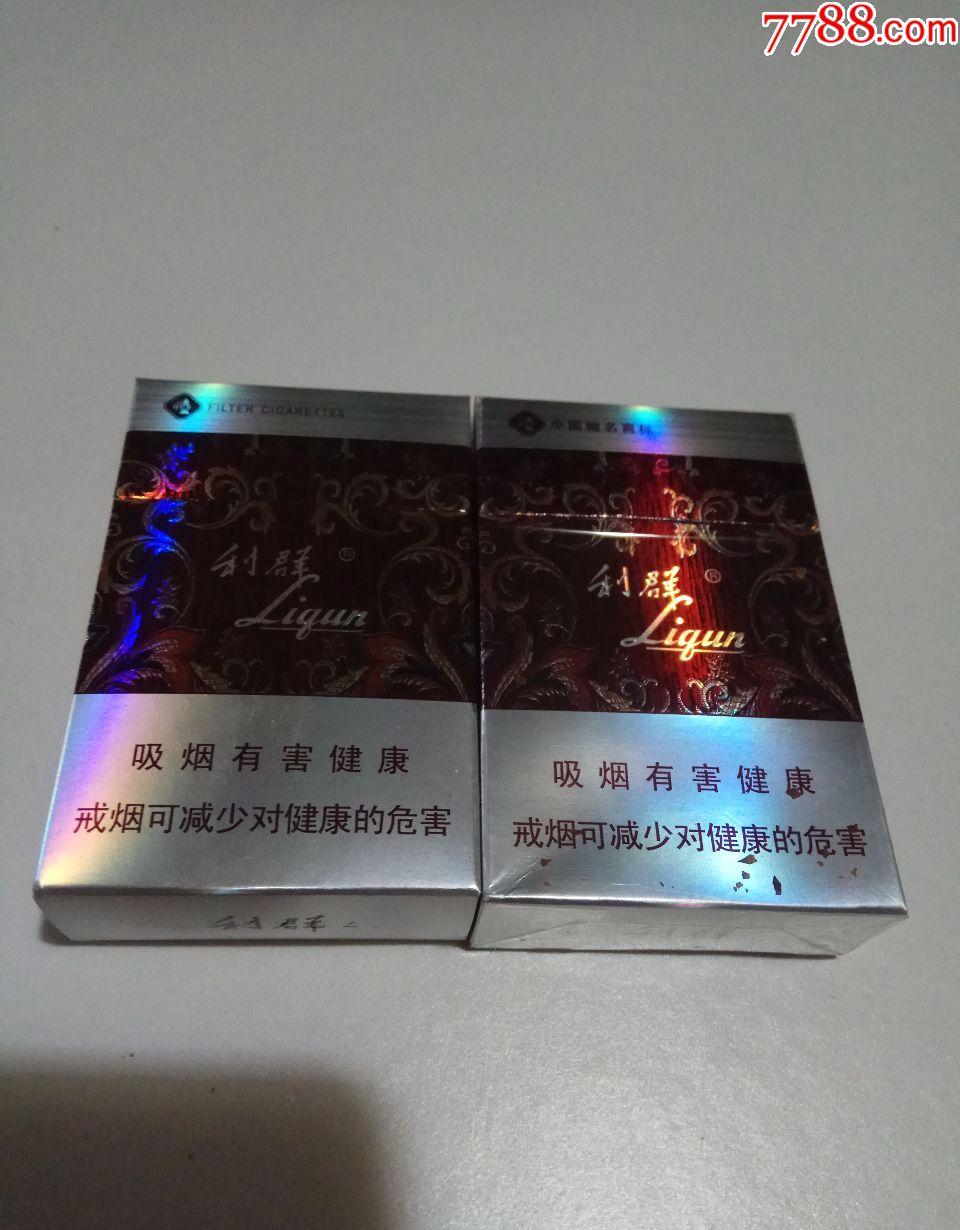 7788.com
FILTER CIGARETTES
利群®
Liqun
吸烟有害健康
戒烟可减少对健康的危害
利群
中国驰名商标
利群®
Liqun
吸烟有害健康
戒烟可减少对健康的危害